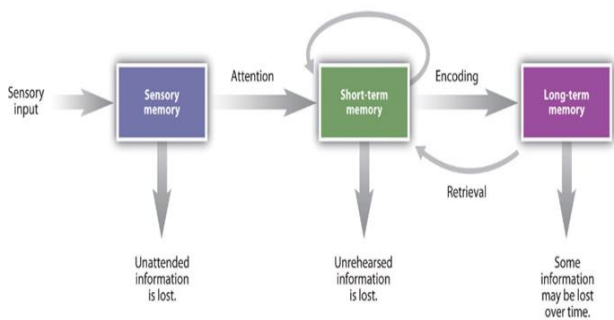 Sensory
input
Sensory
memory
Attention
Short-term
memory
Encoding
Long-term
memory
Retrieval
Unattended
information
is lost.
Unrehearsed
information
is lost.
Some
information
may be lost
over time.